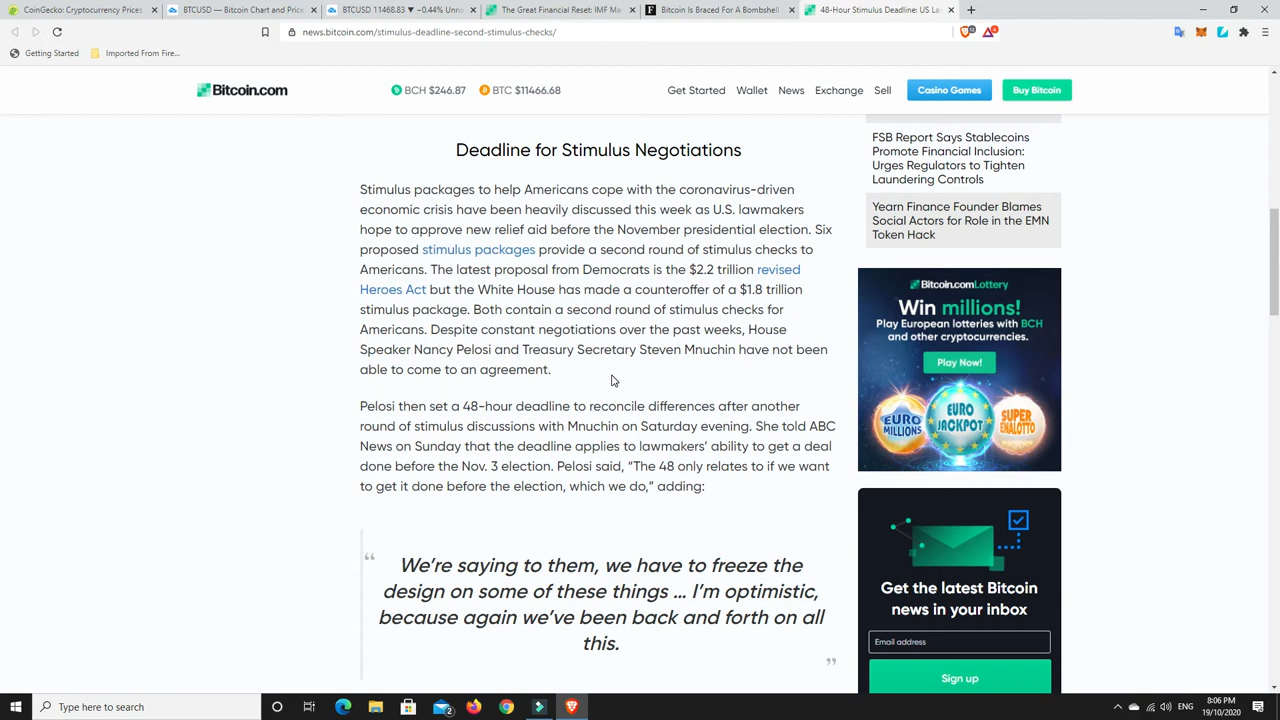 CoinGecko: Cryptocurrency Prices
BTCUSD — Bitcoin Chart and Price
BTCUSD 11468.83 ▼ −0.44% Unna
The Great Financial Reset: IMF Ma
Bitcoin Is Braced For A Bombshell
48-Hour Stimulus Deadline: US La
news.bitcoin.com/stimulus-deadline-second-stimulus-checks/
Getting Started
Imported From Fire...
Bitcoin.com
BCH $246.87
BTC $11466.68
Get Started
Wallet
News
Exchange
Sell
Casino Games
Buy Bitcoin
Deadline for Stimulus Negotiations
Stimulus packages to help Americans cope with the coronavirus-driven
economic crisis have been heavily discussed this week as U.S. lawmakers
hope to approve new relief aid before the November presidential election. Six
proposed stimulus packages provide a second round of stimulus checks to
Americans. The latest proposal from Democrats is the $2.2 trillion revised
Heroes Act but the White House has made a counteroffer of a $1.8 trillion
stimulus package. Both contain a second round of stimulus checks for
Americans. Despite constant negotiations over the past weeks, House
Speaker Nancy Pelosi and Treasury Secretary Steven Mnuchin have not been
able to come to an agreement.
Pelosi then set a 48-hour deadline to reconcile differences after another
round of stimulus discussions with Mnuchin on Saturday evening. She told ABC
News on Sunday that the deadline applies to lawmakers’ ability to get a deal
done before the Nov. 3 election. Pelosi said, “The 48 only relates to if we want
to get it done before the election, which we do,” adding:
“
We’re saying to them, we have to freeze the
design on some of these things … I’m optimistic,
because again we’ve been back and forth on all
this.
”
FSB Report Says Stablecoins
Promote Financial Inclusion:
Urges Regulators to Tighten
Laundering Controls
Yearn Finance Founder Blames
Social Actors for Role in the EMN
Token Hack
Bitcoin.com Lottery
Win millions!
Play European lotteries with BCH
and other cryptocurrencies.
Play Now!
EURO
MILLIONS
EURO
JACKPOT
SUPER
ENALOTTO
Get the latest Bitcoin
news in your inbox
Email address
Sign up
Type here to search
2
ENG
8:06 PM
19/10/2020